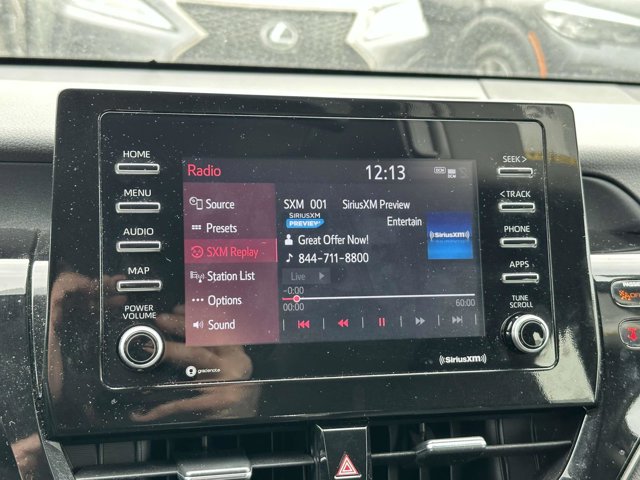 HOME
MENU
AUDIO
MAP
POWER
VOLUME
gracenote
Radio
12:13
DCM
Source
Presets
SXM Replay
Station List
Options
Sound
SXM 001 SiriusXM Preview
SIRIUSXM
PREVIEW
Entertain
Great Offer Now!
844-711-8800
SiriusXM
Live
-0:00
00:00
60:00
SEEK>
<TRACK
PHONE
APPS
TUNE
SCROLL
SiriusXM